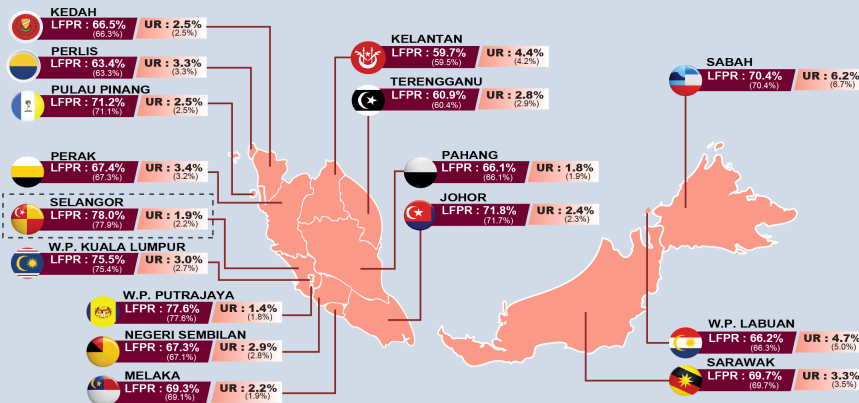 KEDAH
LFPR : 66.5% UR : 2.5%
(66.3%) (2.5%)
PERLIS
LFPR : 63.4% UR : 3.3%
(63.3%) (3.3%)
PULAU PINANG
LFPR : 71.2% UR : 2.5%
(71.1%) (2.5%)
PERAK
LFPR : 67.4% UR : 3.4%
(67.3%) (3.2%)
SELANGOR
LFPR : 78.0% UR : 1.9%
(77.9%) (2.2%)
W.P. KUALA LUMPUR
LFPR : 75.5% UR : 3.0%
(75.4%) (2.7%)
W.P. PUTRAJAYA
LFPR : 77.6% UR : 1.4%
(77.6%) (1.8%)
NEGERI SEMBILAN
LFPR : 67.3% UR : 2.9%
(67.1%) (2.8%)
MELAKA
LFPR : 69.3% UR : 2.2%
(69.1%) (1.9%)
KELANTAN
LFPR : 59.7% UR : 4.4%
(59.5%) (4.2%)
TERENGGANU
LFPR : 60.9% UR : 2.8%
(60.4%) (2.9%)
PAHANG
LFPR : 66.1% UR : 1.8%
(66.1%) (1.9%)
JOHOR
LFPR : 71.8% UR : 2.4%
(71.7%) (2.3%)
SABAH
LFPR : 70.4% UR : 6.2%
(70.4%) (6.7%)
W.P. LABUAN
LFPR : 66.2% UR : 4.7%
(66.3%) (5.0%)
SARAWAK
LFPR : 69.7% UR : 3.3%
(69.7%) (3.5%)